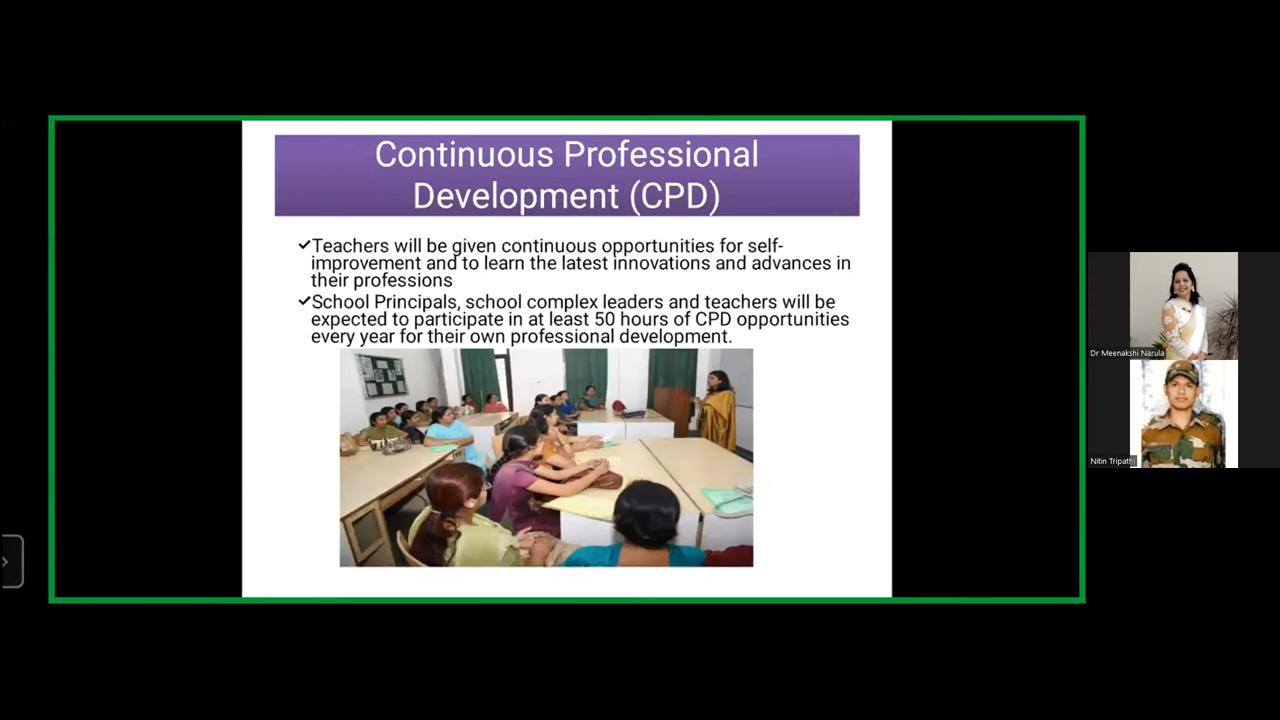 Continuous Professional
Development (CPD)
✓Teachers will be given continuous opportunities for self-
improvement and to learn the latest innovations and advances in
their professions
✓School Principals, school complex leaders and teachers will be
expected to participate in at least 50 hours of CPD opportunities
every year for their own professional development.
Dr Meenakshi Narula
Nitin Tripathi